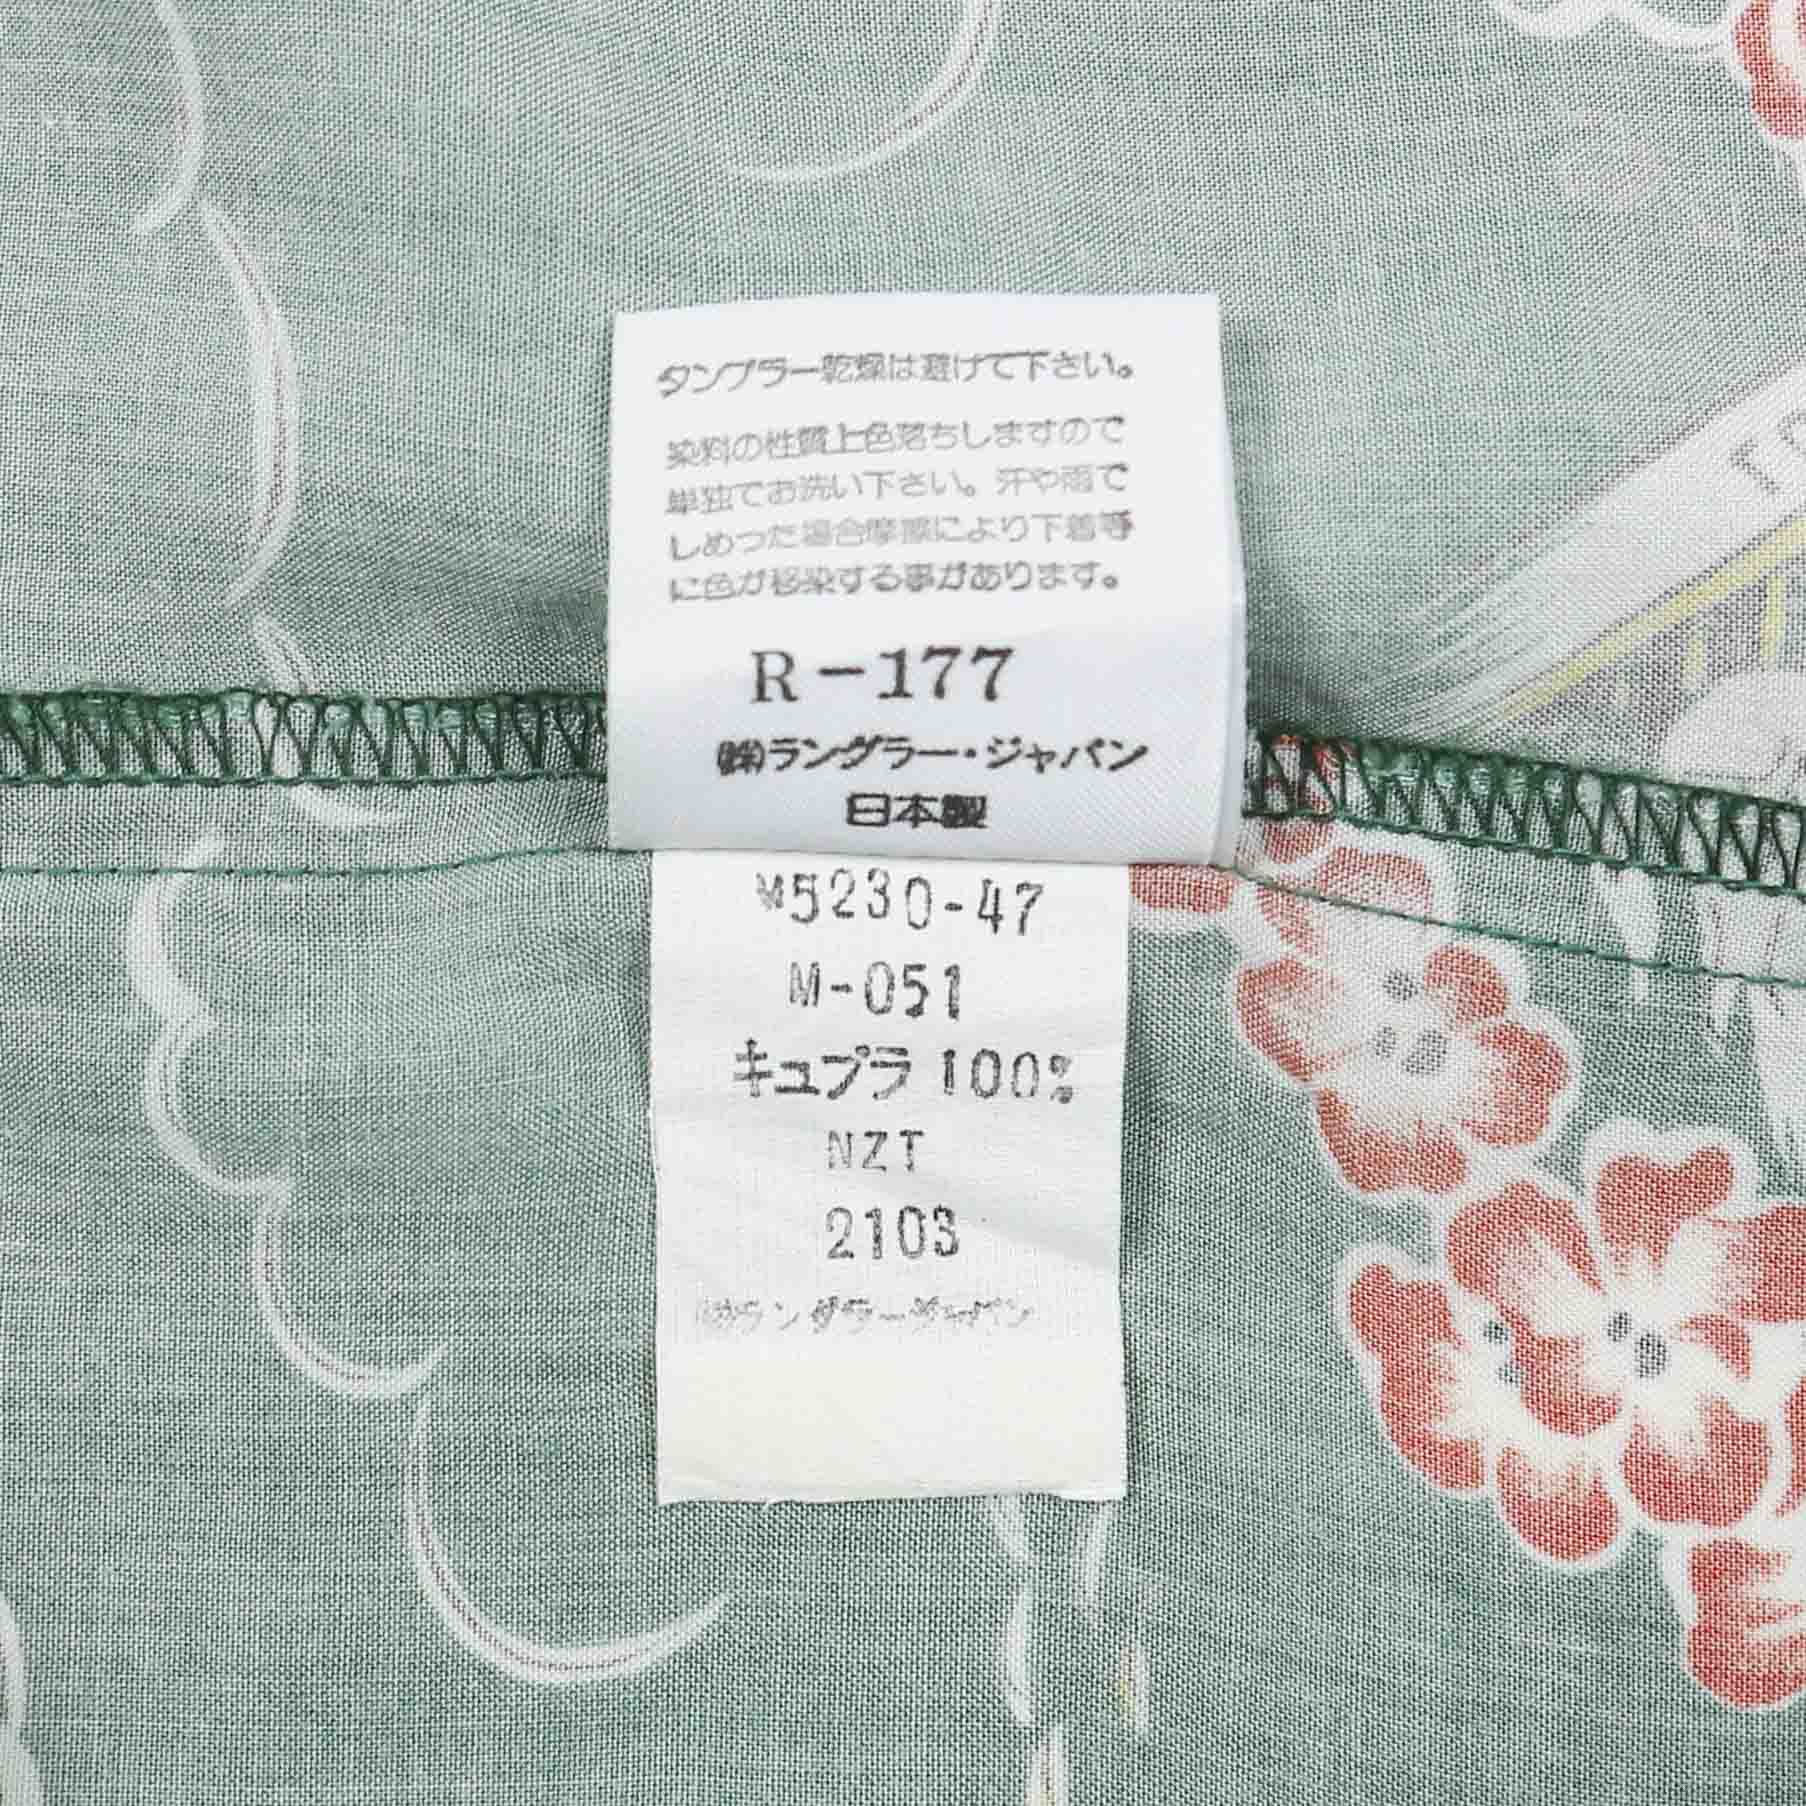 タンブラー乾燥は避けて下さい。
染料の性質上色落ちしますので
単独でお洗い下さい。汗や雨で
しめった場合摩擦により下着等
に色が移染する事があります。
R-177
㈱ラングラー・ジャパン
日本製
M5230-47
M-051
キュプラ 100%
NZT
2103
㈱ラングラージャパン